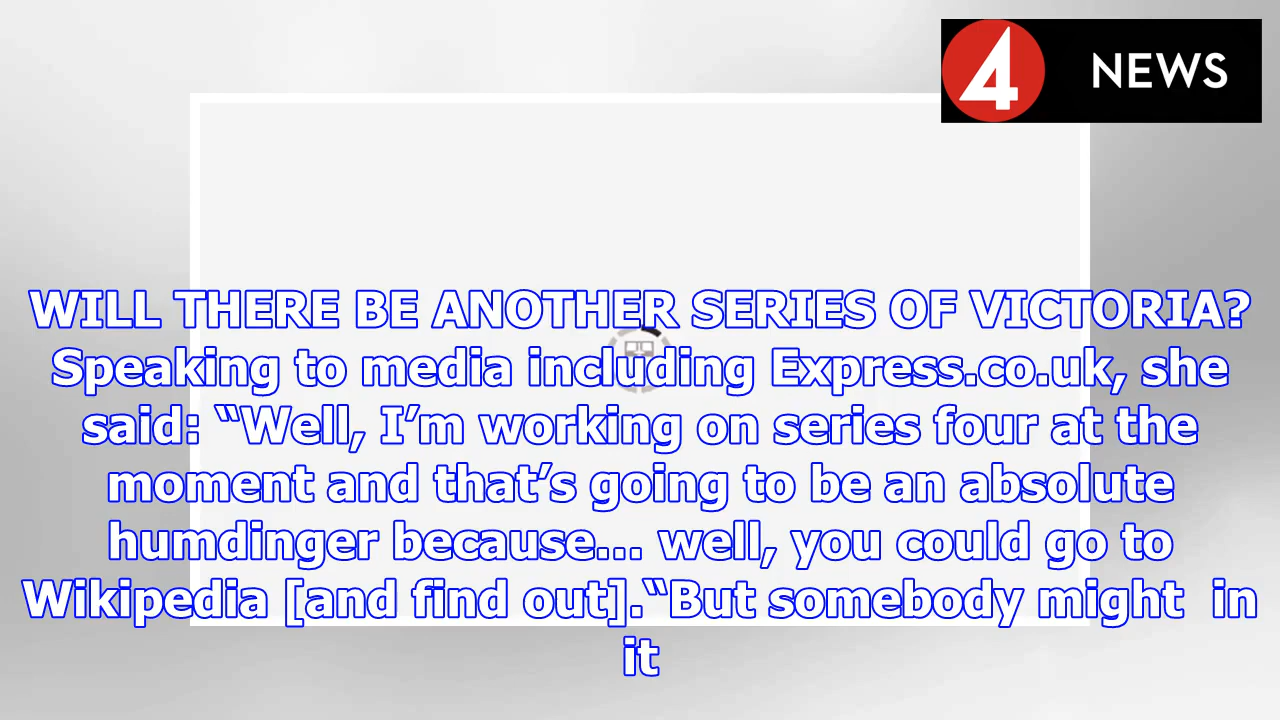 4 NEWS
WILL THERE BE ANOTHER SERIES OF VICTORIA?
Speaking to media including Express.co.uk, she
said: “Well, I’m working on series four at the
moment and that’s going to be an absolute
humdinger because... well, you could go to
Wikipedia [and find out].“But somebody might  in
it